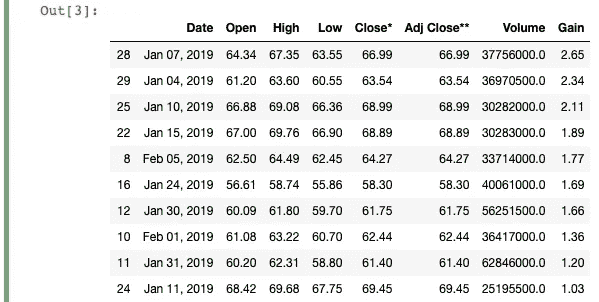 Out[3]:
Date Open High Low Close* Adj Close** Volume Gain
28 Jan 07, 2019 64.34 67.35 63.55 66.99 66.99 37756000.0 2.65
29 Jan 04, 2019 61.20 63.60 60.55 63.54 63.54 36970500.0 2.34
25 Jan 10, 2019 66.88 69.08 66.36 68.99 68.99 30282000.0 2.11
22 Jan 15, 2019 67.00 69.76 66.90 68.89 68.89 30283000.0 1.89
8 Feb 05, 2019 62.50 64.49 62.45 64.27 64.27 33714000.0 1.77
16 Jan 24, 2019 56.61 58.74 55.86 58.30 58.30 40061000.0 1.69
12 Jan 30, 2019 60.09 61.80 59.70 61.75 61.75 56251500.0 1.66
10 Feb 01, 2019 61.08 63.22 60.70 62.44 62.44 36417000.0 1.36
11 Jan 31, 2019 60.20 62.31 58.80 61.40 61.40 62846000.0 1.20
24 Jan 11, 2019 68.42 69.68 67.75 69.45 69.45 25195500.0 1.03